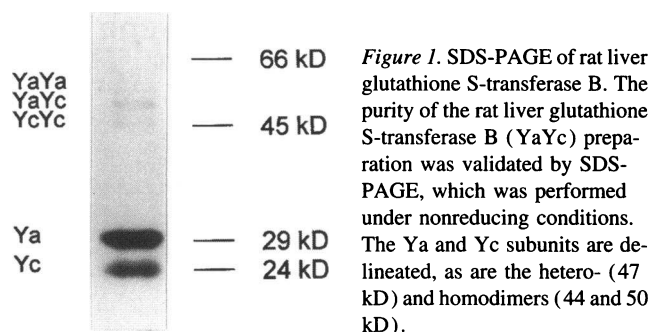 YaYa
YaYc
YcYc
Ya
Yc
66 kD
45 kD
29 kD
24 kD
Figure 1. SDS-PAGE of rat liver
glutathione S-transferase B. The
purity of the rat liver glutathione
S-transferase B (YaYc) prepa-
ration was validated by SDS-
PAGE, which was performed
under nonreducing conditions.
The Ya and Yc subunits are de-
lineated, as are the hetero- (47
kD) and homodimers (44 and 50
kD).